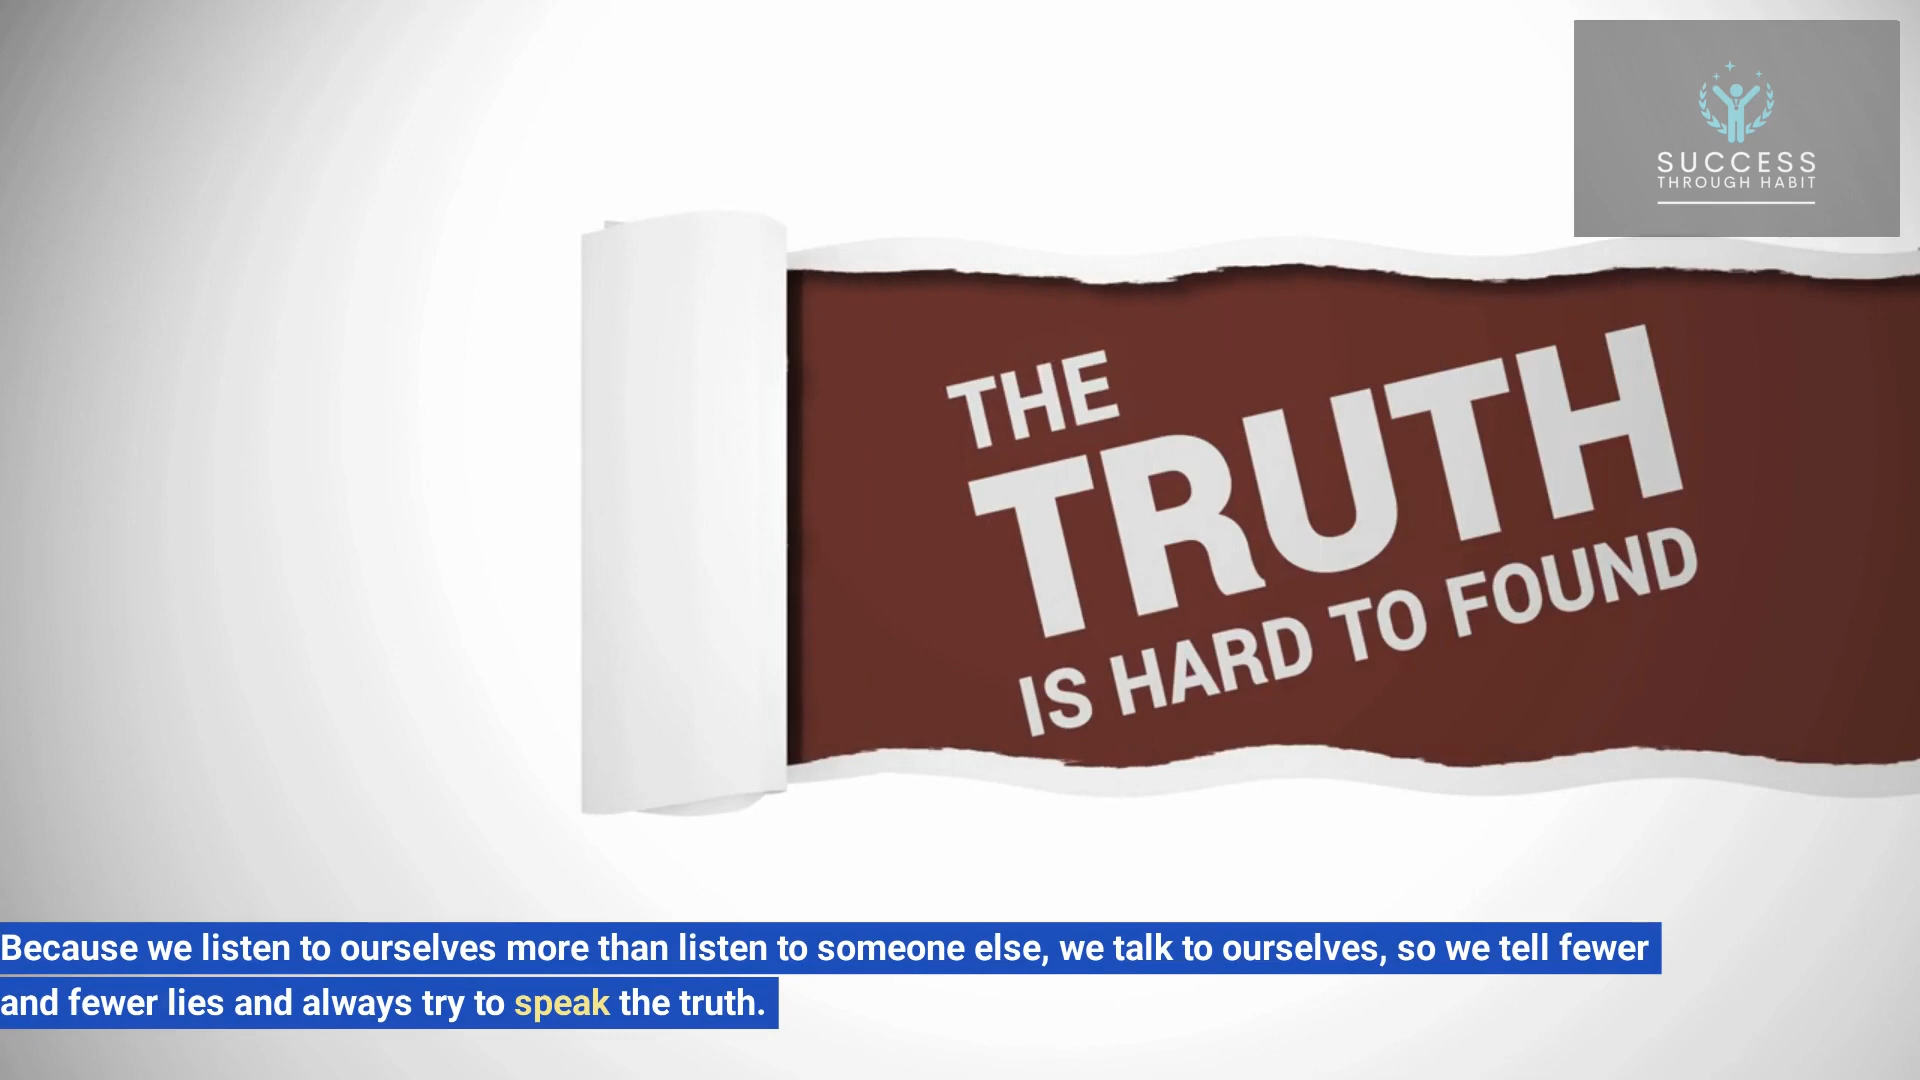 SUCCESS
THROUGH HABIT
THE
TRUTH
IS HARD TO FOUND
Because we listen to ourselves more than listen to someone else, we talk to ourselves, so we tell fewer
and fewer lies and always try to speak the truth.